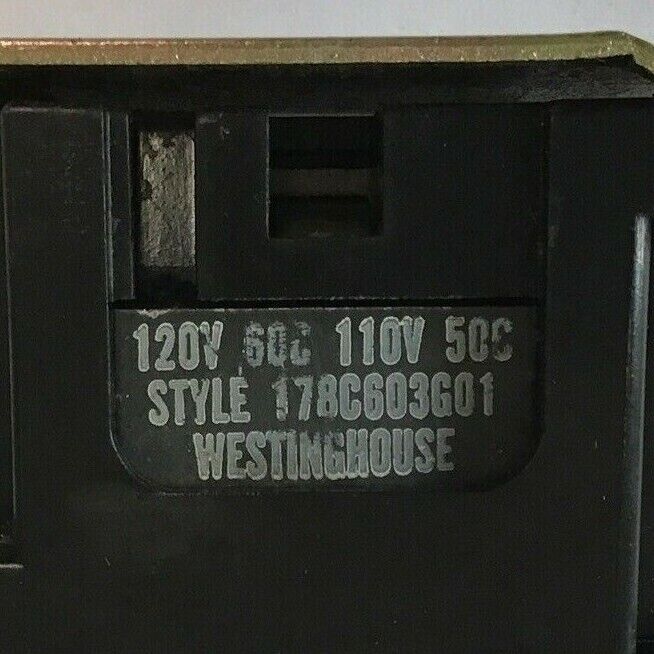 120V 60C 110V 50C
STYLE 178C603G01
WESTINGHOUSE